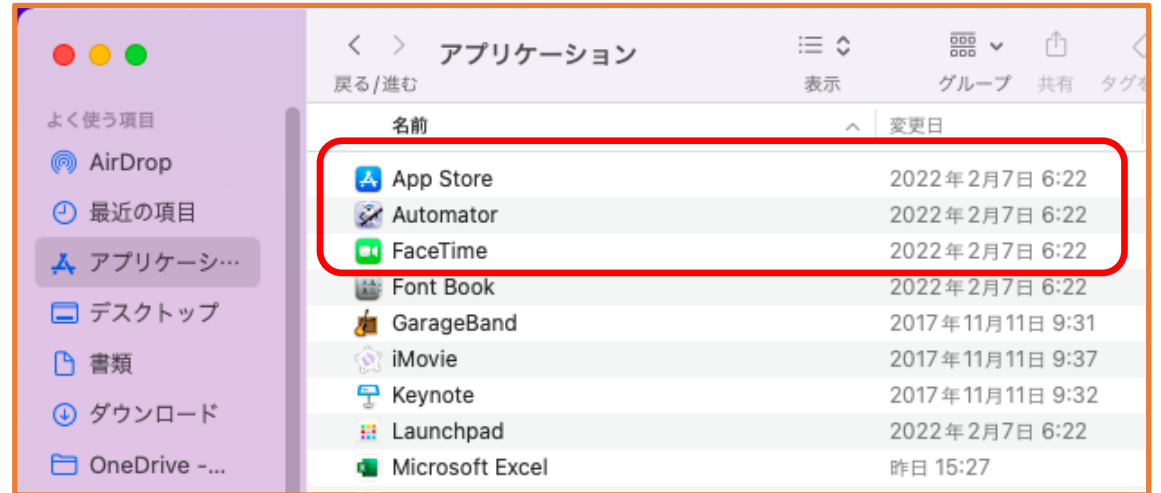 アプリケーション
戻る/進む
表示
グループ
共有
タグを
よく使う項目
AirDrop
最近の項目
アプリケーシ…
デスクトップ
書類
ダウンロード
OneDrive -...
名前 変更日
App Store 2022年2月7日 6:22
Automator 2022年2月7日 6:22
FaceTime 2022年2月7日 6:22
Font Book 2022年2月7日 6:22
GarageBand 2017年11月11日 9:31
iMovie 2017年11月11日 9:37
Keynote 2017年11月11日 9:32
Launchpad 2022年2月7日 6:22
Microsoft Excel 昨日 15:27